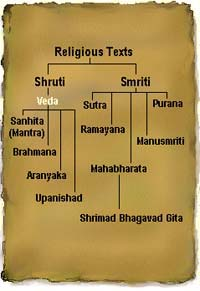 Religious Texts
Shruti Smriti
Veda
Sutra Purana
Sanhita
(Mantra)
Ramayana
Manusmriti
Brahmana
Mahabharata
Aranyaka
Upanishad
Shrimad Bhagavad Gita